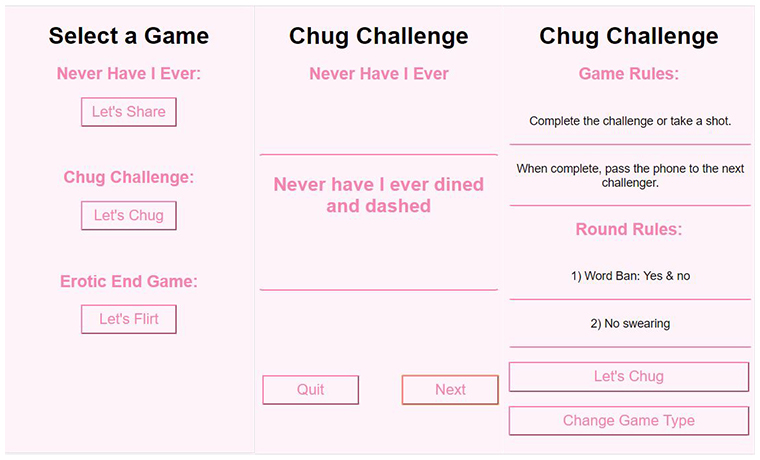 Select a Game
Never Have I Ever:
Let's Share
Chug Challenge:
Let's Chug
Erotic End Game:
Let's Flirt
Chug Challenge
Never Have I Ever
Never have I ever dined
and dashed
Quit
Next
Chug Challenge
Game Rules:
Complete the challenge or take a shot.
When complete, pass the phone to the next
challenger.
Round Rules:
1) Word Ban: Yes & no
2) No swearing
Let's Chug
Change Game Type